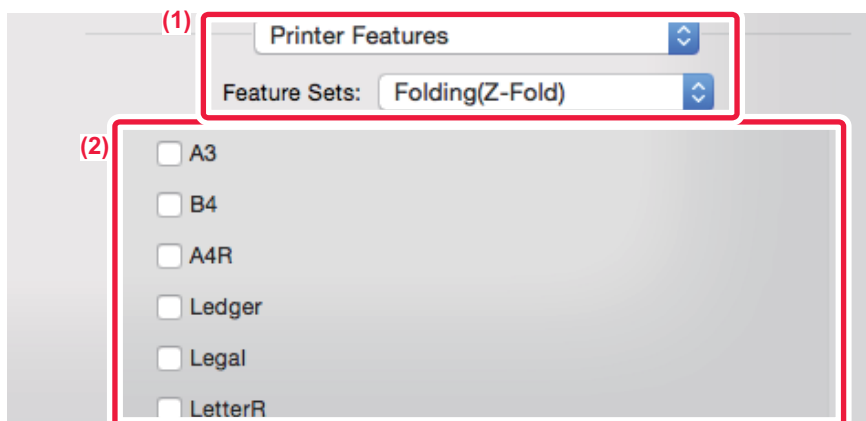 (1)
Printer Features
Feature Sets: Folding(Z-Fold)
(2)
A3
B4
A4R
Ledger
Legal
LetterR